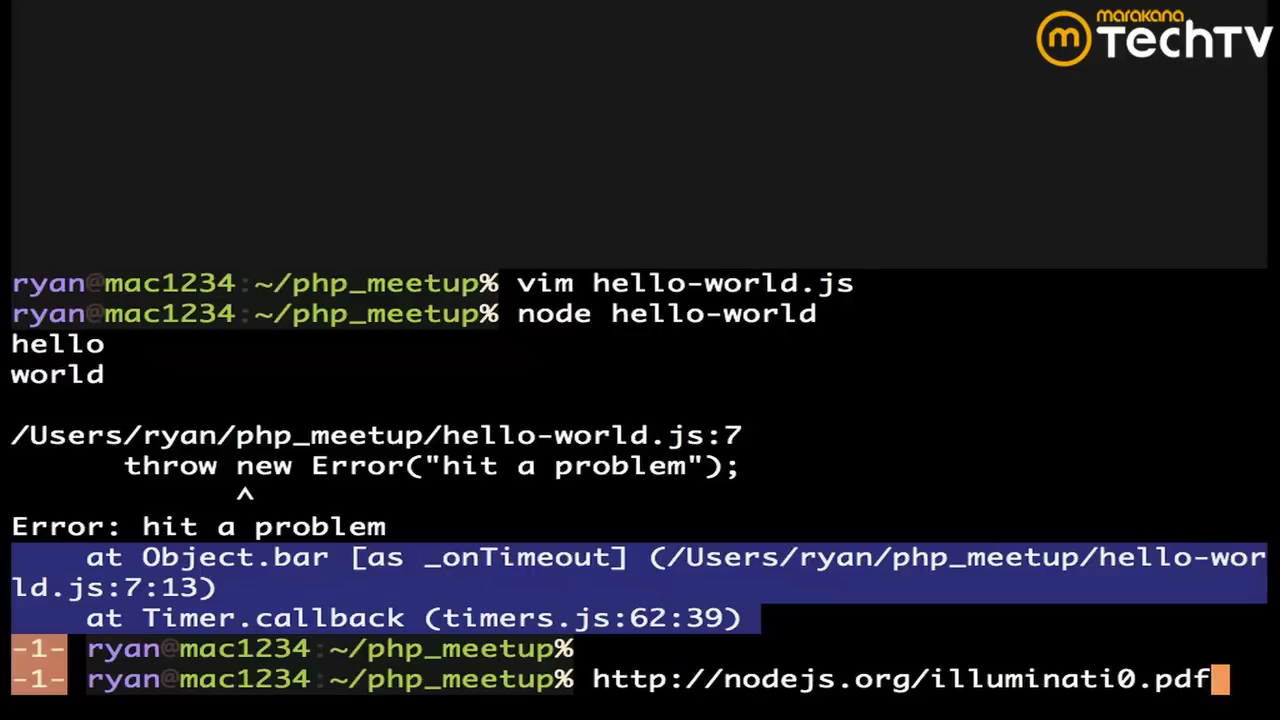 marakana
m TechTV
ryan@mac1234:~/php_meetup% vim hello-world.js
ryan@mac1234:~/php_meetup% node hello-world
hello
world
/Users/ryan/php_meetup/hello-world.js:7
throw new Error("hit a problem");
^
Error: hit a problem
at Object.bar [as _onTimeout] (/Users/ryan/php_meetup/hello-wor
ld.js:7:13)
at Timer.callback (timers.js:62:39)
-1- ryan@mac1234:~/php_meetup%
-1- ryan@mac1234:~/php_meetup% http://nodejs.org/illuminati0.pdf